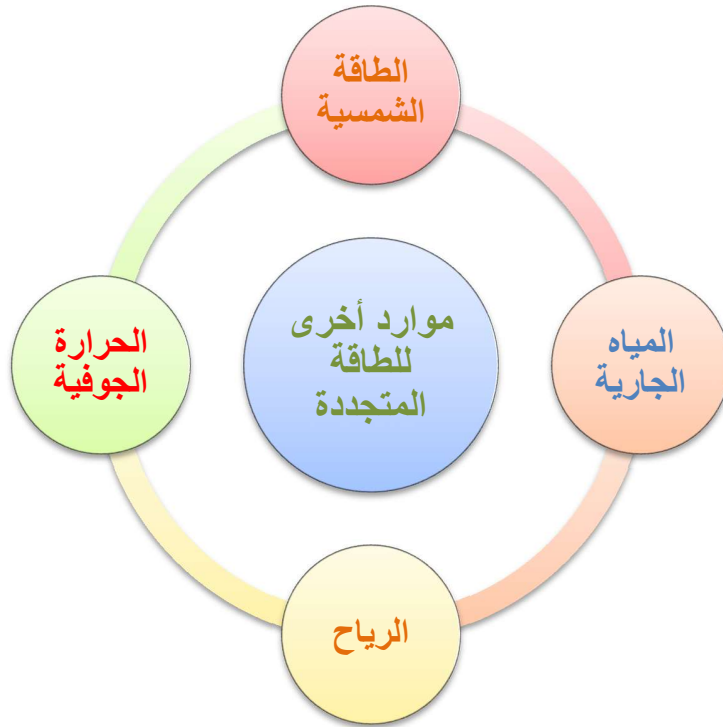 الطاقة
الشمسية
موارد أخرى
للطاقة
المتجددة
المياه
الجارية
الرياح
الحرارة
الجوفية